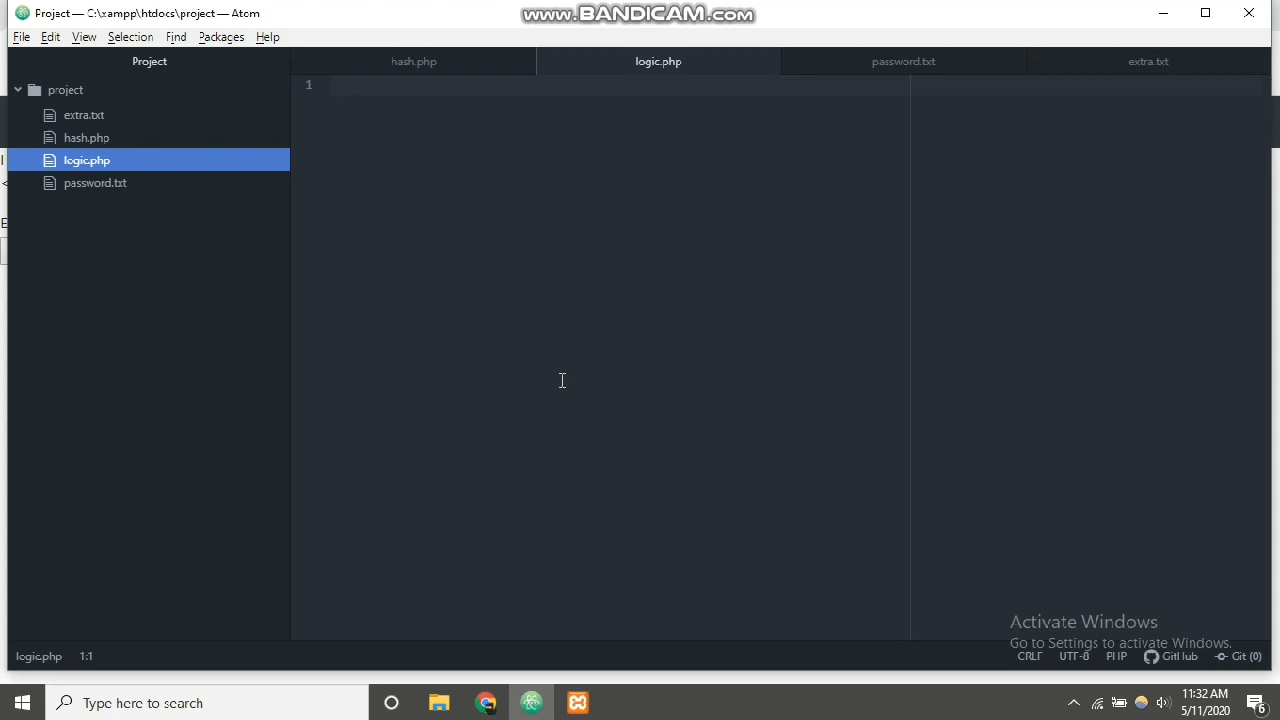 Project — C:\xampp\htdocs\project — Atom
www.BANDICAM.com
File Edit View Selection Find Packages Help
Project
hash.php
logic.php
password.txt
extra.txt
project
extra.txt
hash.php
logic.php
password.txt
1
Activate Windows
Go to Settings to activate Windows.
logic.php 1:1
CRLF UTF-8 PHP GitHub Git (0)
Type here to search
11:32 AM
5/11/2020
6